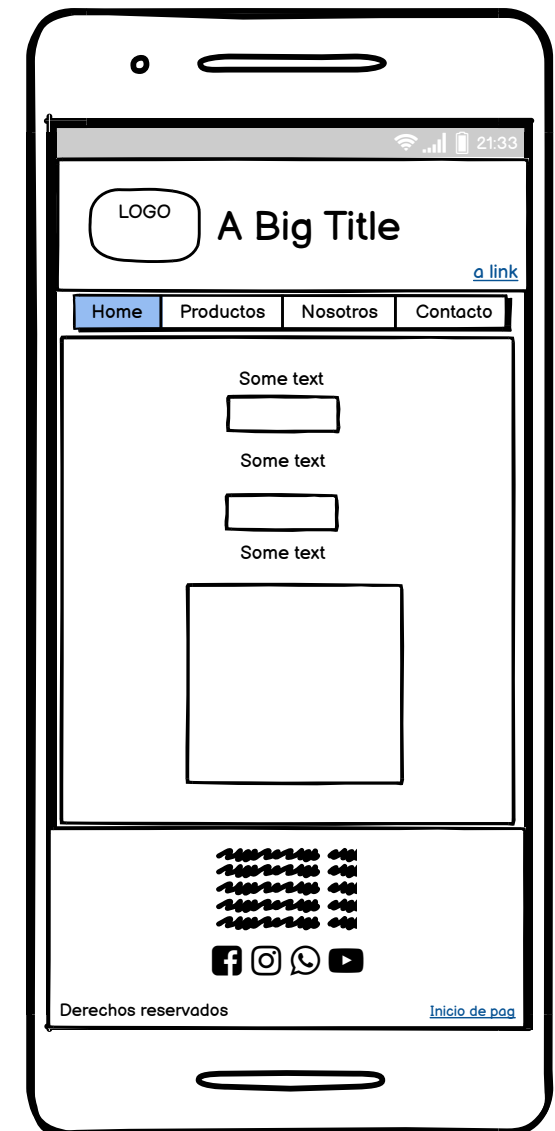 21:33
LOGO
A Big Title
a link
Home Productos Nosotros Contacto
Some text
Some text
Some text
Derechos reservados Inicio de pag